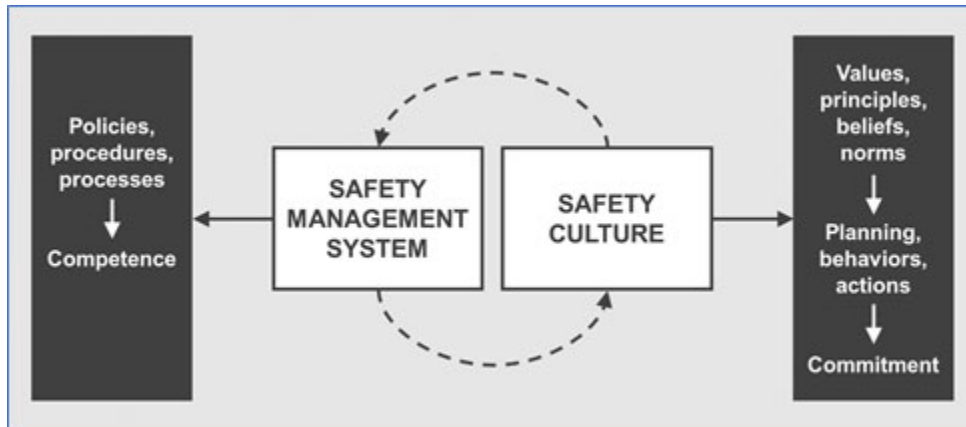 Policies,
procedures,
processes
Competence
SAFETY
MANAGEMENT
SYSTEM
SAFETY
CULTURE
Values,
principles,
beliefs,
norms
Planning,
behaviors,
actions
Commitment